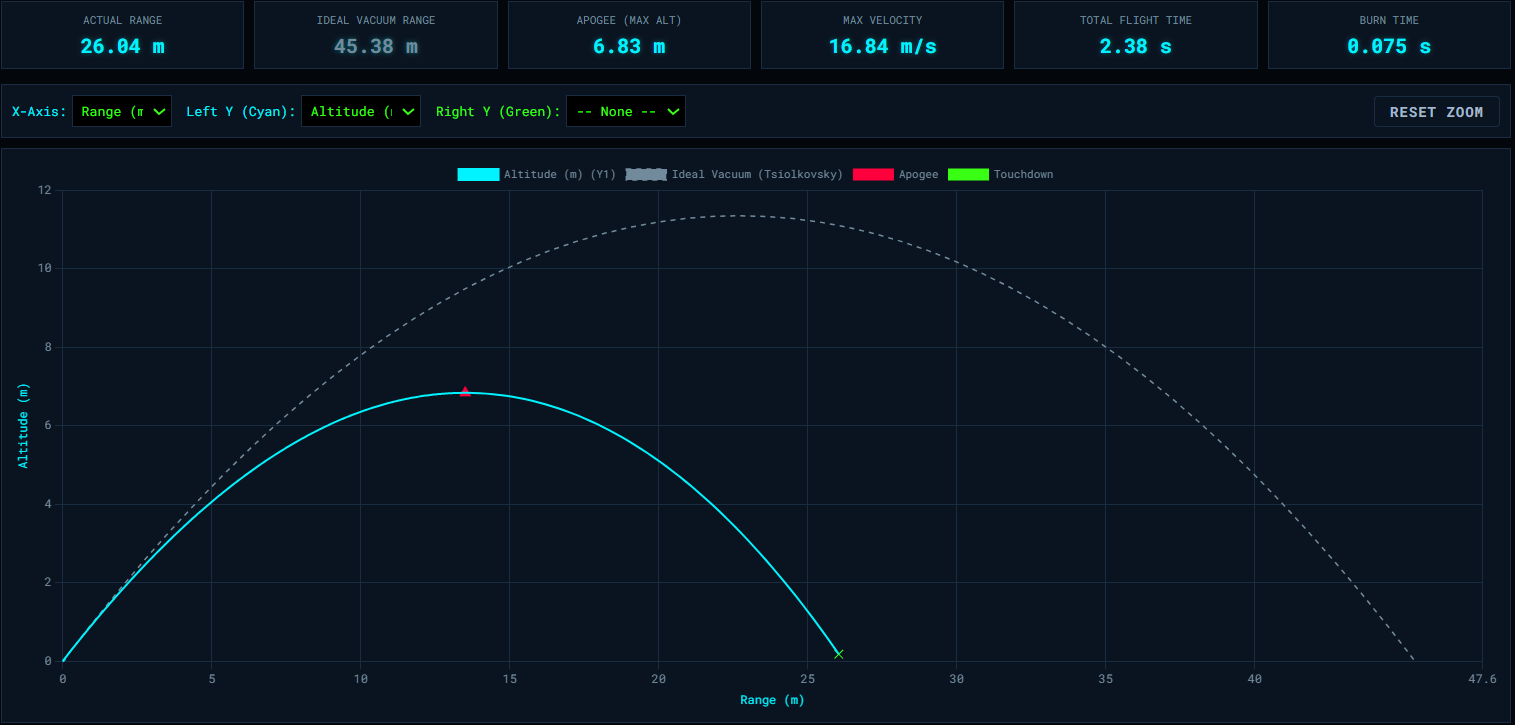 ACTUAL RANGE IDEAL VACUUM RANGE APOGEE (MAX ALT) MAX VELOCITY TOTAL FLIGHT TIME BURN TIME
26.04 m 45.38 m 6.83 m 16.84 m/s 2.38 s 0.075 s
X-Axis: Range (m Left Y (Cyan): Altitude ( Right Y (Green): -- None -- RESET ZOOM
Altitude (m) (Y1) Ideal Vacuum (Tsiolkovsky) Apogee Touchdown
12
10
8
6
4
2
0
Altitude (m)
0 5 10 15 20 25 30 35 40 47.6
Range (m)